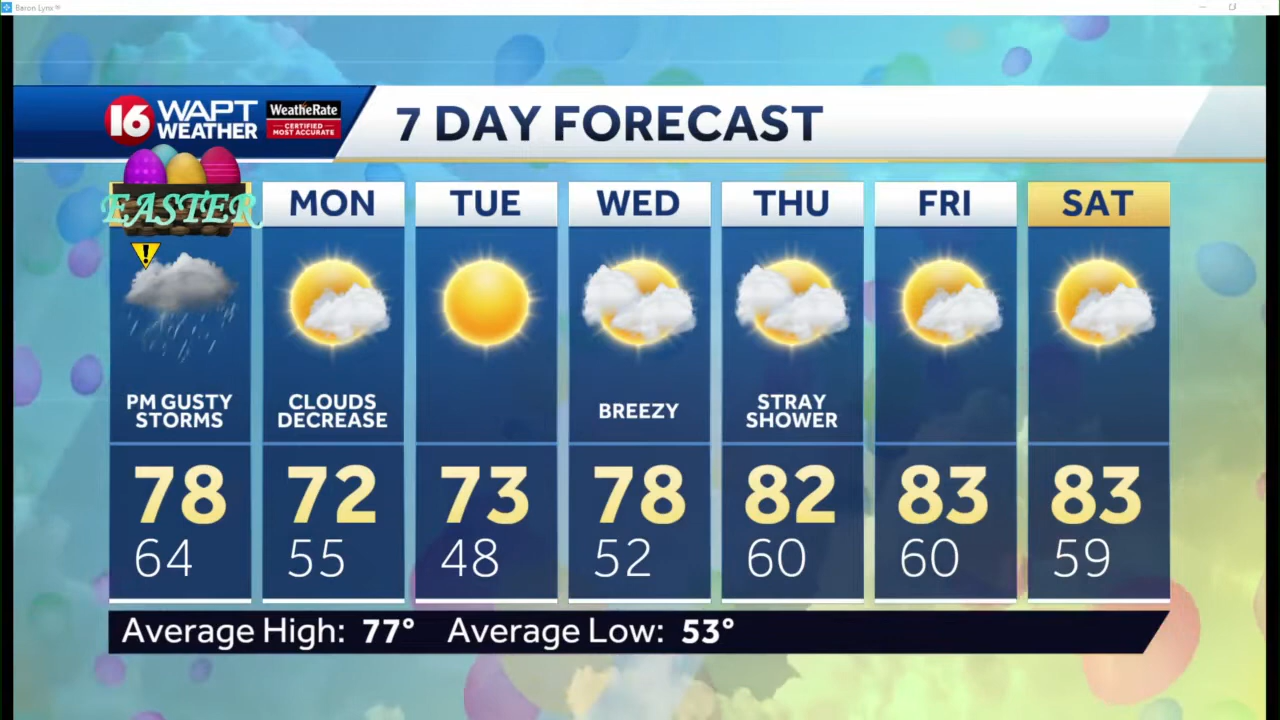 Baron Lynx™
16 WAPT WEATHER
WeatheRate
CERTIFIED
MOST ACCURATE
7 DAY FORECAST
EASTER MON TUE WED THU FRI SAT
!
PM GUSTY STORMS
CLOUDS DECREASE
BREEZY
STRAY SHOWER
78 72 73 78 82 83 83
64 55 48 52 60 60 59
Average High: 77° Average Low: 53°